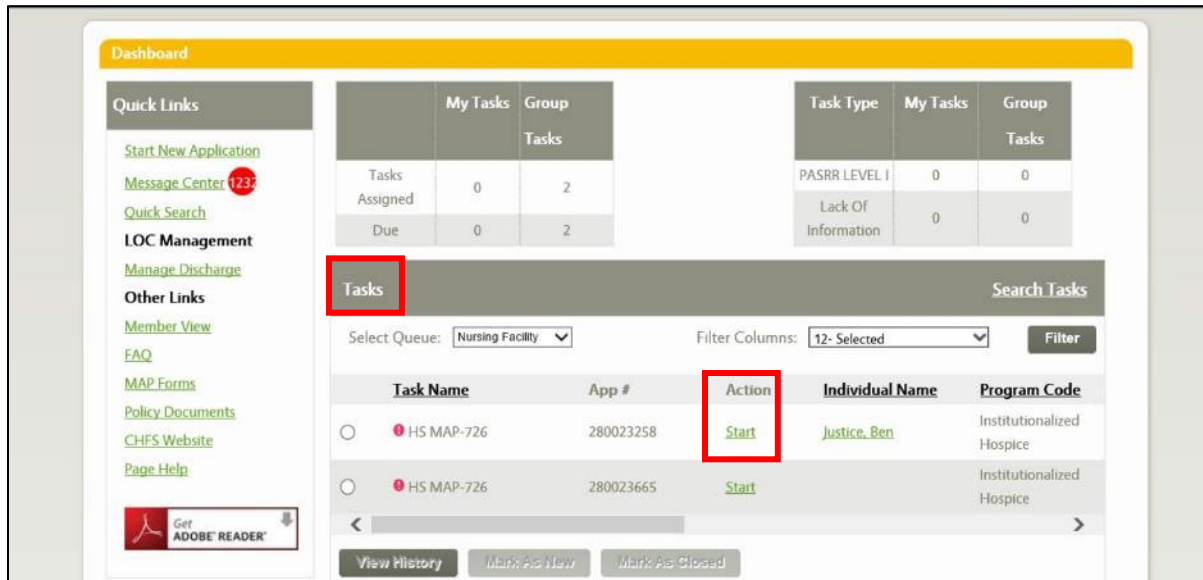 Dashboard
Quick Links
Start New Application
Message Center 1232
Quick Search
LOC Management
Manage Discharge
Other Links
Member View
FAQ
MAP Forms
Policy Documents
CHFS Website
Page Help
Get
ADOBE® READER®
My Tasks Group
Tasks
Tasks
Assigned 0 2
Due 0 2
Task Type My Tasks Group
Tasks
PASRR LEVEL I 0 0
Lack Of
Information 0 0
Tasks Search Tasks
Select Queue: Nursing Facility Filter Columns: 12- Selected Filter
Task Name App # Action Individual Name Program Code
HS MAP-726 280023258 Start Justice, Ben Institutionalized
Hospice
HS MAP-726 280023665 Start Institutionalized
Hospice
View History Mark As New Mark As Closed